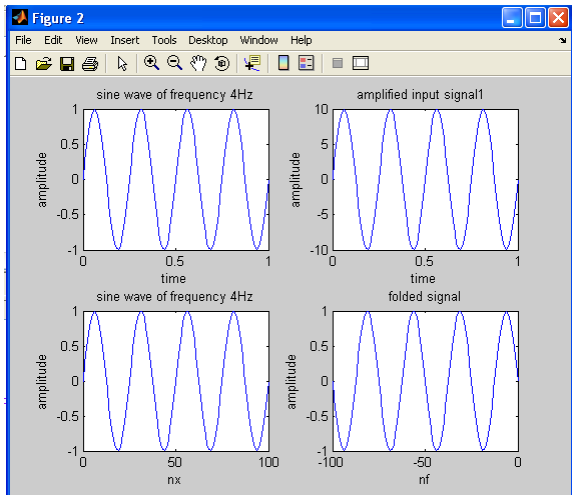 Figure 2
File Edit View Insert Tools Desktop Window Help
sine wave of frequency 4Hz
1
0.5
0
-0.5
-1
amplitude
0 0.5 1
time
amplified input signal1
10
5
0
-5
-10
amplitude
0 0.5 1
time
sine wave of frequency 4Hz
1
0.5
0
-0.5
-1
amplitude
0 50 100
nx
folded signal
1
0.5
0
-0.5
-1
amplitude
-100 -50 0
nf